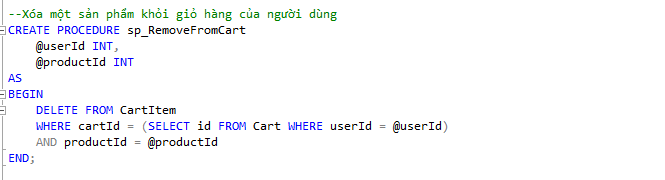 --Xóa một sản phẩm khỏi giỏ hàng của người dùng
CREATE PROCEDURE sp_RemoveFromCart
    @userId INT,
    @productId INT
AS
BEGIN
    DELETE FROM CartItem
    WHERE cartId = (SELECT id FROM Cart WHERE userId = @userId)
    AND productId = @productId
END;